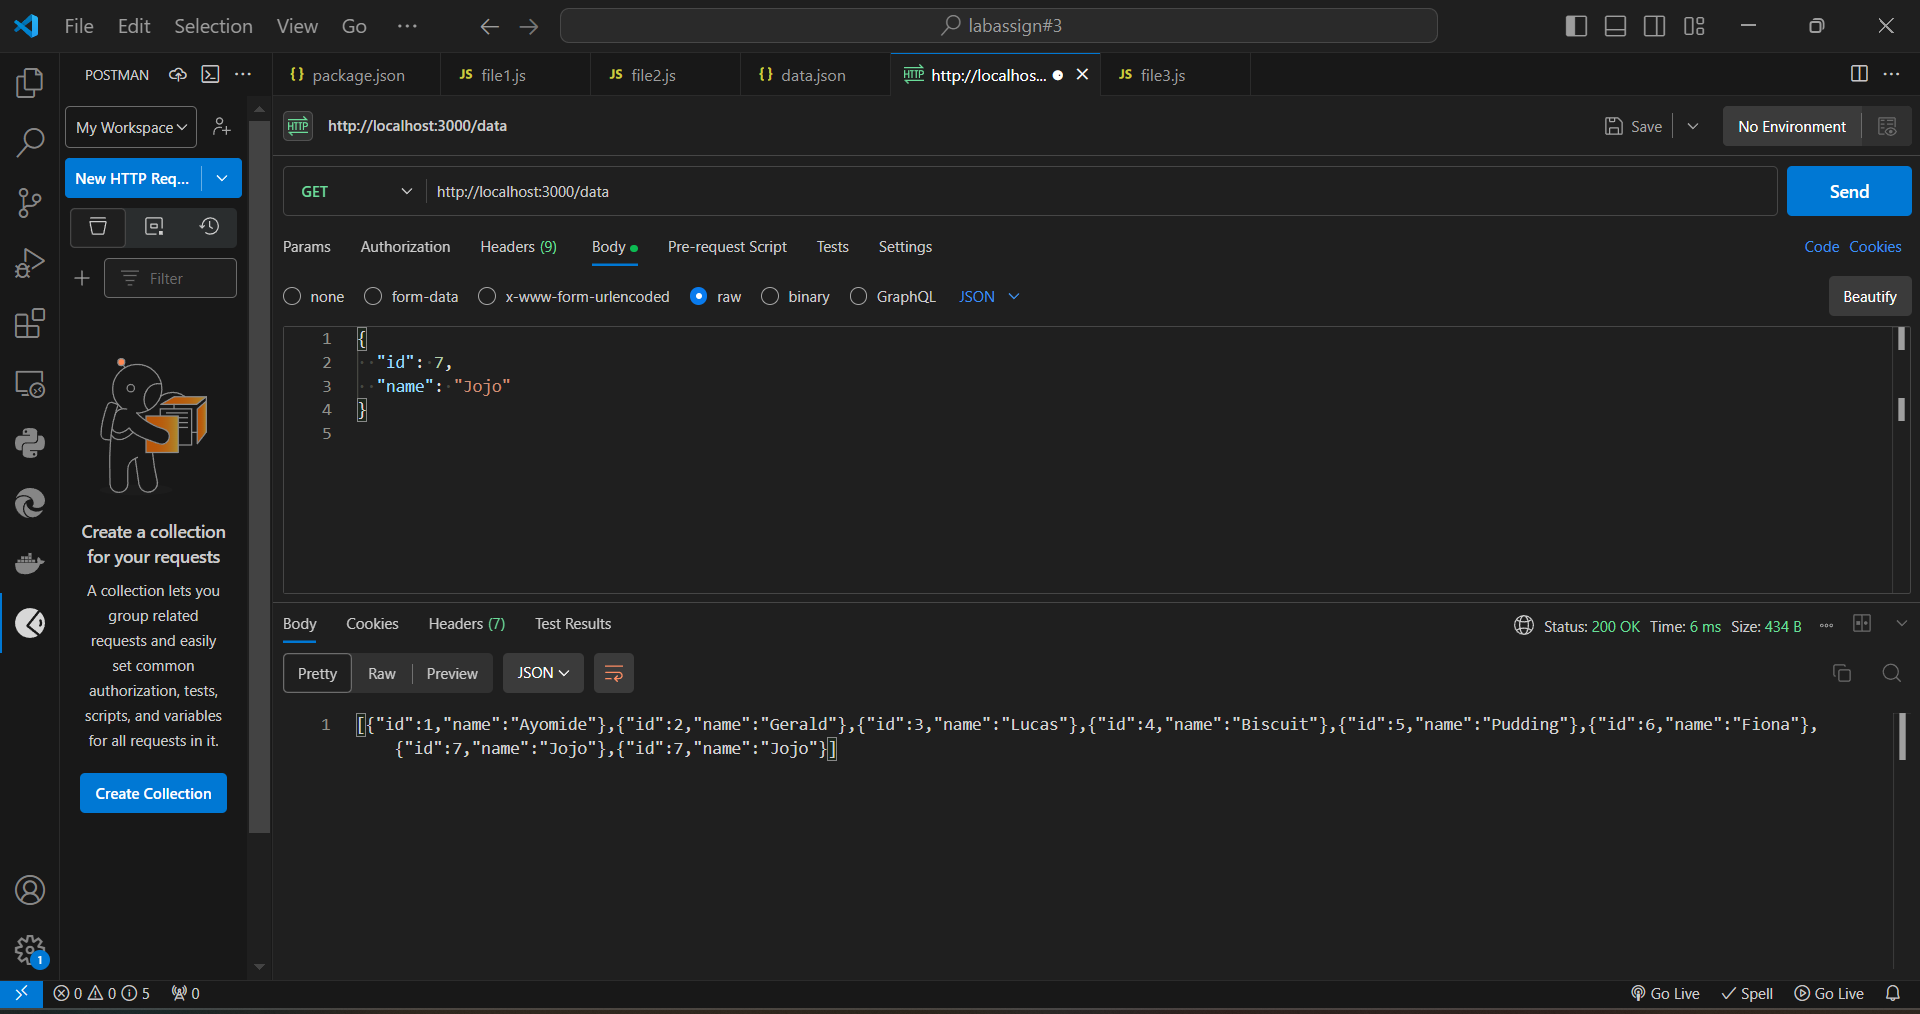 File Edit Selection View Go ··· labassign#3
POSTMAN ···
{} package.json JS file1.js JS file2.js {} data.json HTTP http://localhos... JS file3.js ···
My Workspace
HTTP http://localhost:3000/data Save No Environment
New HTTP Req...
GET http://localhost:3000/data Send
Params Authorization Headers (9) Body Pre-request Script Tests Settings Code Cookies
Filter
none form-data x-www-form-urlencoded raw binary GraphQL JSON Beautify
1 {
2 "id": 7,
3 "name": "Jojo"
4 }
5
Create a collection
for your requests
A collection lets you
group related
requests and easily
set common
authorization, tests,
scripts, and variables
for all requests in it.
Create Collection
Body Cookies Headers (7) Test Results Status: 200 OK Time: 6 ms Size: 434 B
Pretty Raw Preview JSON
1 [{"id":1,"name":"Ayomide"},{"id":2,"name":"Gerald"},{"id":3,"name":"Lucas"},{"id":4,"name":"Biscuit"},{"id":5,"name":"Pudding"},{"id":6,"name":"Fiona"},
{"id":7,"name":"Jojo"},{"id":7,"name":"Jojo"}]
1
0 0 5 0 Go Live Spell Go Live